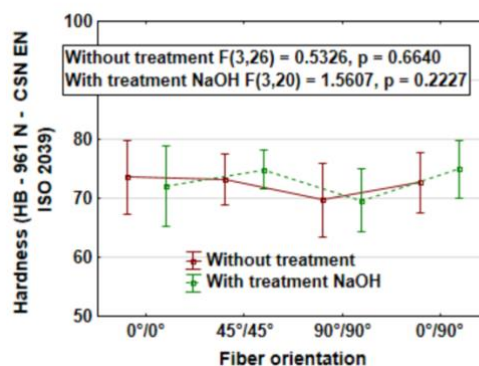 100
Without treatment F(3,26) = 0.5326, p = 0.6640
With treatment NaOH F(3,20) = 1.5607, p = 0.2227
Hardness (HB - 961 N - CSN EN
ISO 2039)
90
80
70
60
50
Without treatment
With treatment NaOH
0°/0°
45°/45°
90°/90°
0°/90°
Fiber orientation